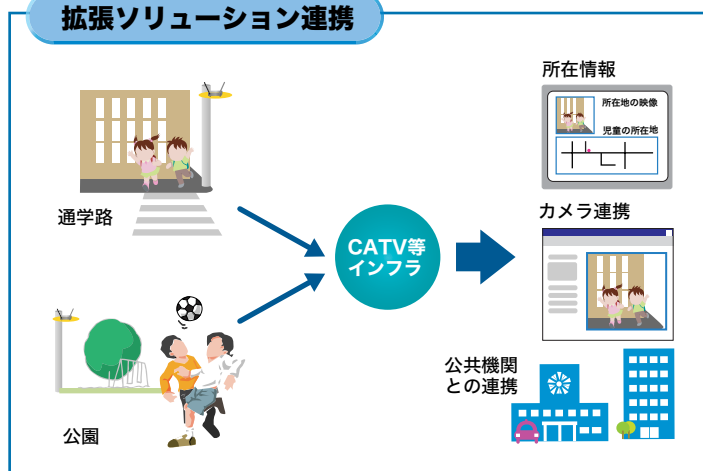 拡張ソリューション連携
所在情報
所在地の映像
児童の所在地
通学路
カメラ連携
CATV等
インフラ
公共機関
との連携
公園